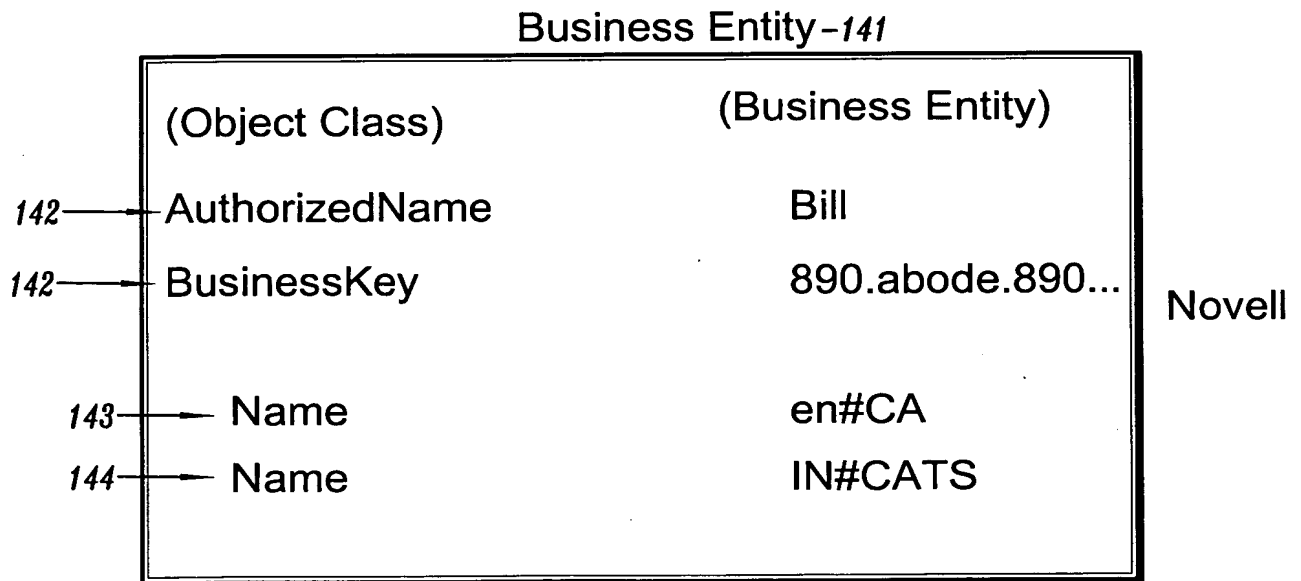 Business Entity-141
(Object Class) (Business Entity)
142 AuthorizedName Bill
142 BusinessKey 890.abode.890...
Novell
143 Name en#CA
144 Name IN#CATS